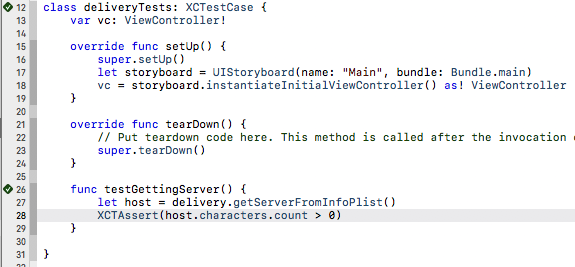 12 class deliveryTests: XCTestCase {
13     var vc: ViewController!
14
15     override func setUp() {
16         super.setUp()
17         let storyboard = UIStoryboard(name: "Main", bundle: Bundle.main)
18         vc = storyboard.instantiateInitialViewController() as! ViewController
19     }
20
21     override func tearDown() {
22         // Put teardown code here. This method is called after the invocation
23         super.tearDown()
24     }
25
26     func testGettingServer() {
27         let host = delivery.getServerFromInfoPlist()
28         XCTAssert(host.characters.count > 0)
29     }
30
31 }